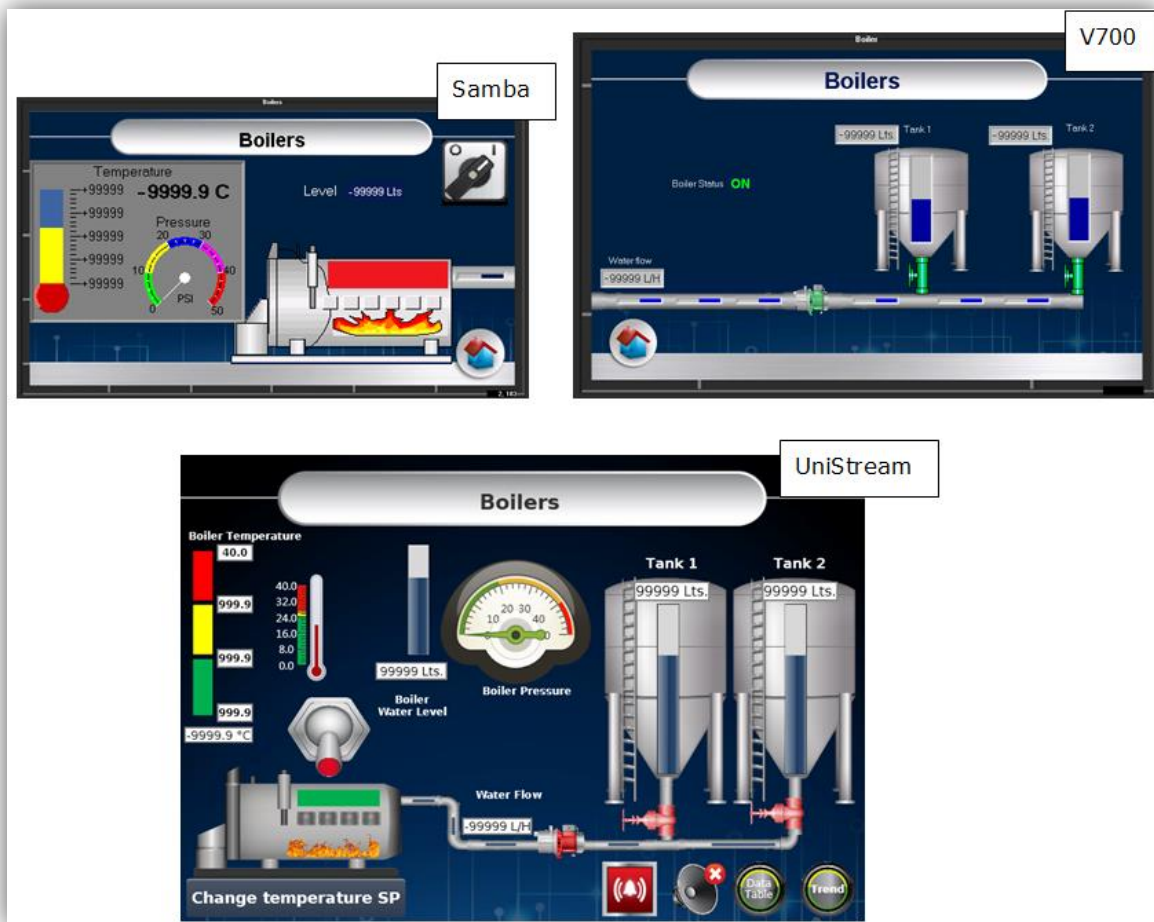 Samba
Boilers
Boilers
Temperature
+99999
+99999
+99999
+99999
+99999
-9999.9 C
Pressure
0
10
20
30
40
50
PSI
Level -99999 Lts
O I
V700
Boiler
Boilers
-99999 Lts.
Tank 1
-99999 Lts.
Tank 2
Boiler Status ON
Water flow
-99999 L/H
UniStream
Boilers
Boiler Temperature
40.0
999.9
999.9
999.9
-9999.9 °C
40.0
32.0
24.0
16.0
8.0
0.0
99999 Lts.
Boiler
Water Level
10
20
30
40
Boiler Pressure
Tank 1
99999 Lts.
Tank 2
99999 Lts.
Water Flow
-99999 L/H
Change temperature SP
Data
Table
Trend